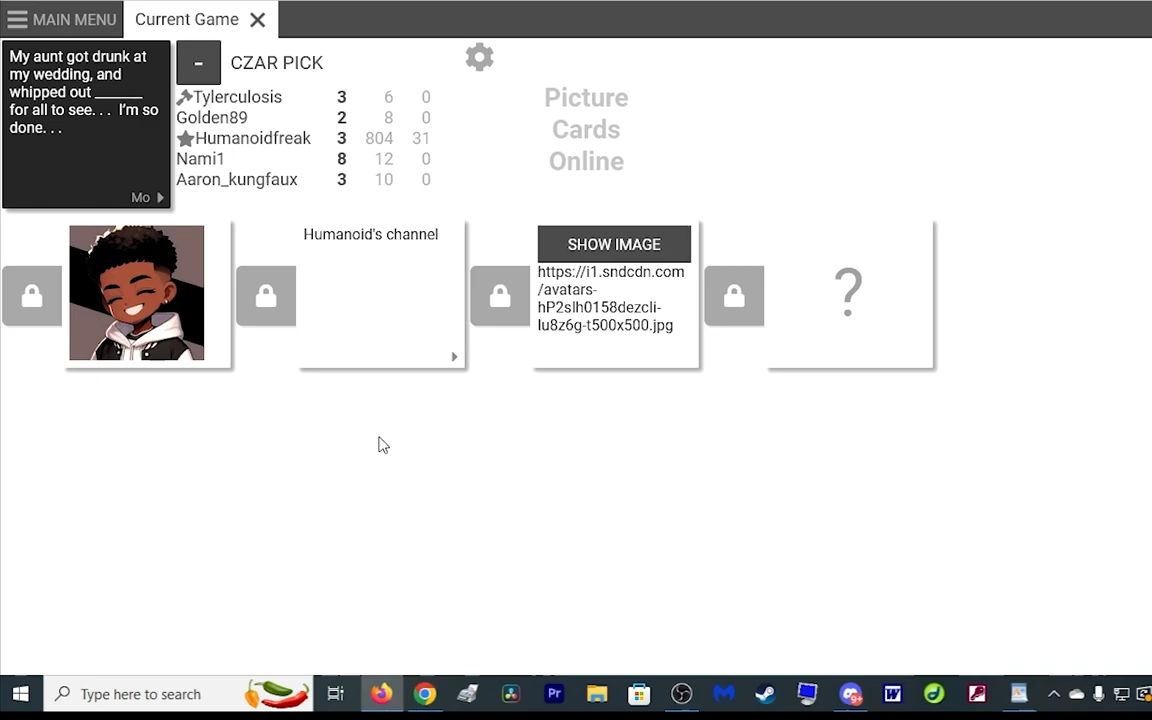 MAIN MENU
Current Game
My aunt got drunk at
my wedding, and
whipped out ______
for all to see. . .  I'm so
done. . .
Mo
-
CZAR PICK
Tylerculosis 3 6 0
Golden89 2 8 0
Humanoidfreak 3 804 31
Nami1 8 12 0
Aaron_kungfaux 3 10 0
Picture
Cards
Online
Humanoid's channel
SHOW IMAGE
https://i1.sndcdn.com
/avatars-
hP2slh0158dezcli-
lu8z6g-t500x500.jpg
?
Type here to search
Pr
W